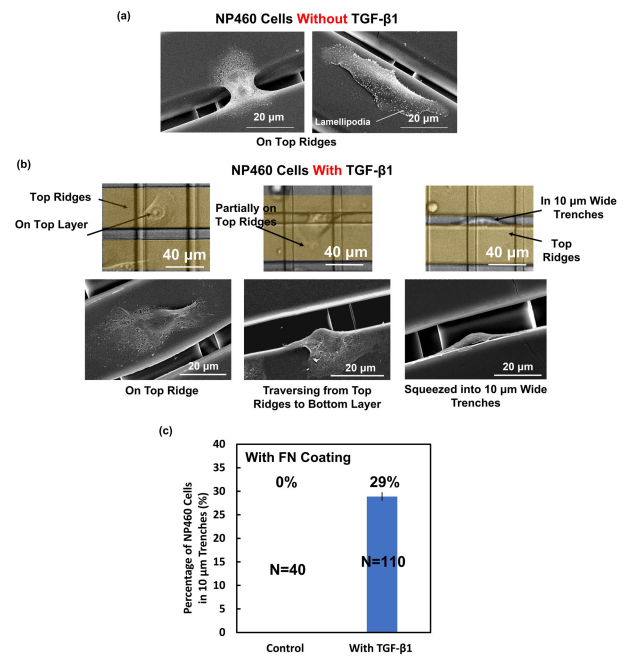 (a)
NP460 Cells Without TGF-β1
20 µm
Lamellipodia
20 µm
On Top Ridges
(b)
NP460 Cells With TGF-β1
Top Ridges
On Top Layer
40 µm
Partially on
Top Ridges
40 µm
In 10 µm Wide
Trenches
Top
Ridges
40 µm
20 µm
20 µm
20 µm
On Top Ridge
Traversing from Top
Ridges to Bottom Layer
Squeezed into 10 µm Wide
Trenches
(c)
Percentage of NP460 Cells
in 10 µm Trenches (%)
40
35
30
25
20
15
10
5
0
With FN Coating
0%
29%
N=40
N=110
Control
With TGF-β1